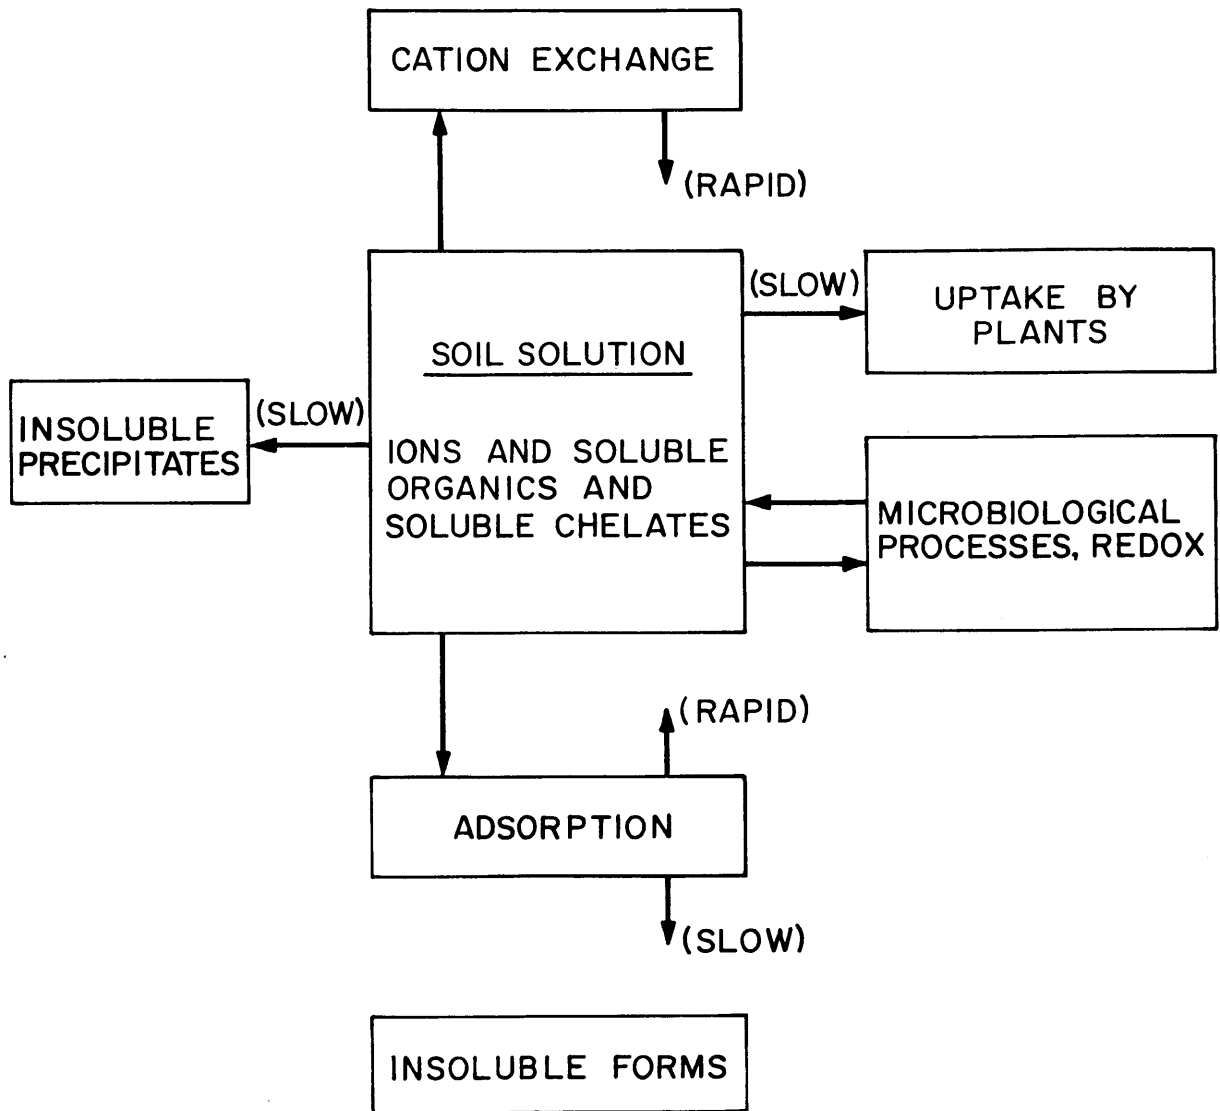 CATION EXCHANGE
(RAPID)
(SLOW)
UPTAKE BY
PLANTS
SOIL SOLUTION
IONS AND SOLUBLE
ORGANICS AND
SOLUBLE CHELATES
(SLOW)
INSOLUBLE
PRECIPITATES
MICROBIOLOGICAL
PROCESSES, REDOX
(RAPID)
ADSORPTION
(SLOW)
INSOLUBLE FORMS